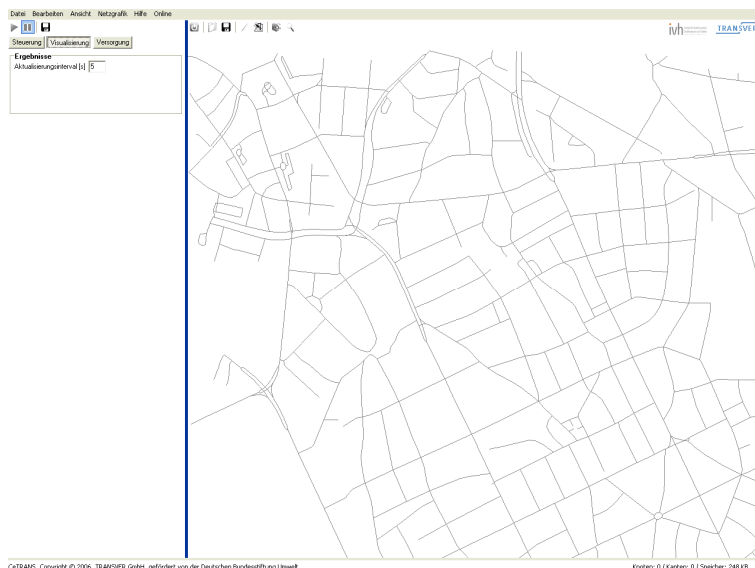 Datei Bearbeiten Ansicht Netzgrafik Hilfe Online
Steuerung Visualisierung Versorgung
Ergebnisse
Aktualisierungsinterval [s] 5
ivh
TRANSVER
CeTRANS, Copyright © 2006, TRANSVER GmbH, gefördert von der Deutschen Bundesstiftung Umwelt
Knoten: 0 / Kanten: 0 / Speicher: 248 KB